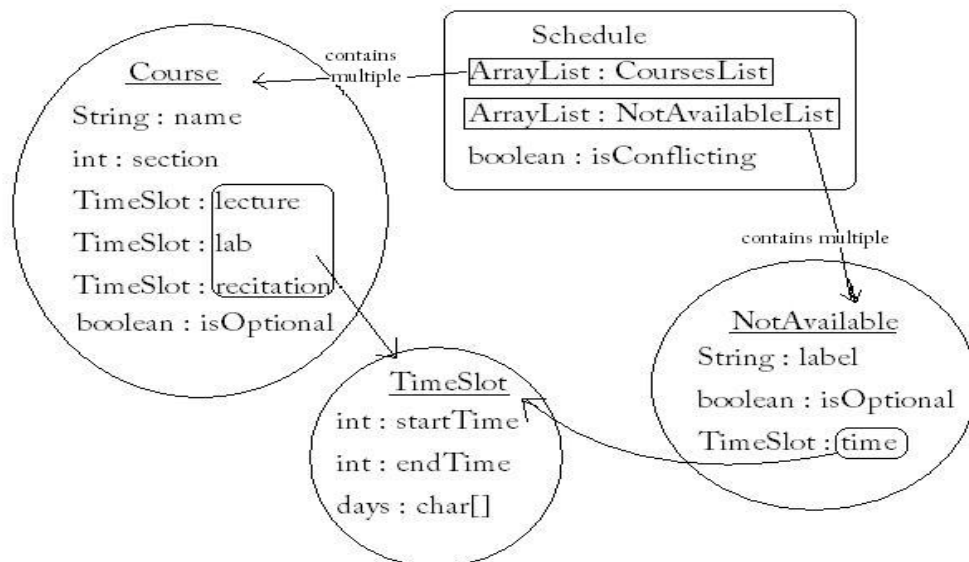 Schedule
ArrayList : CoursesList
ArrayList : NotAvailableList
boolean : isConflicting
contains
multiple
Course
String : name
int : section
TimeSlot : lecture
TimeSlot : lab
TimeSlot : recitation
boolean : isOptional
contains multiple
NotAvailable
String : label
boolean : isOptional
TimeSlot : time
TimeSlot
int : startTime
int : endTime
days : char[]